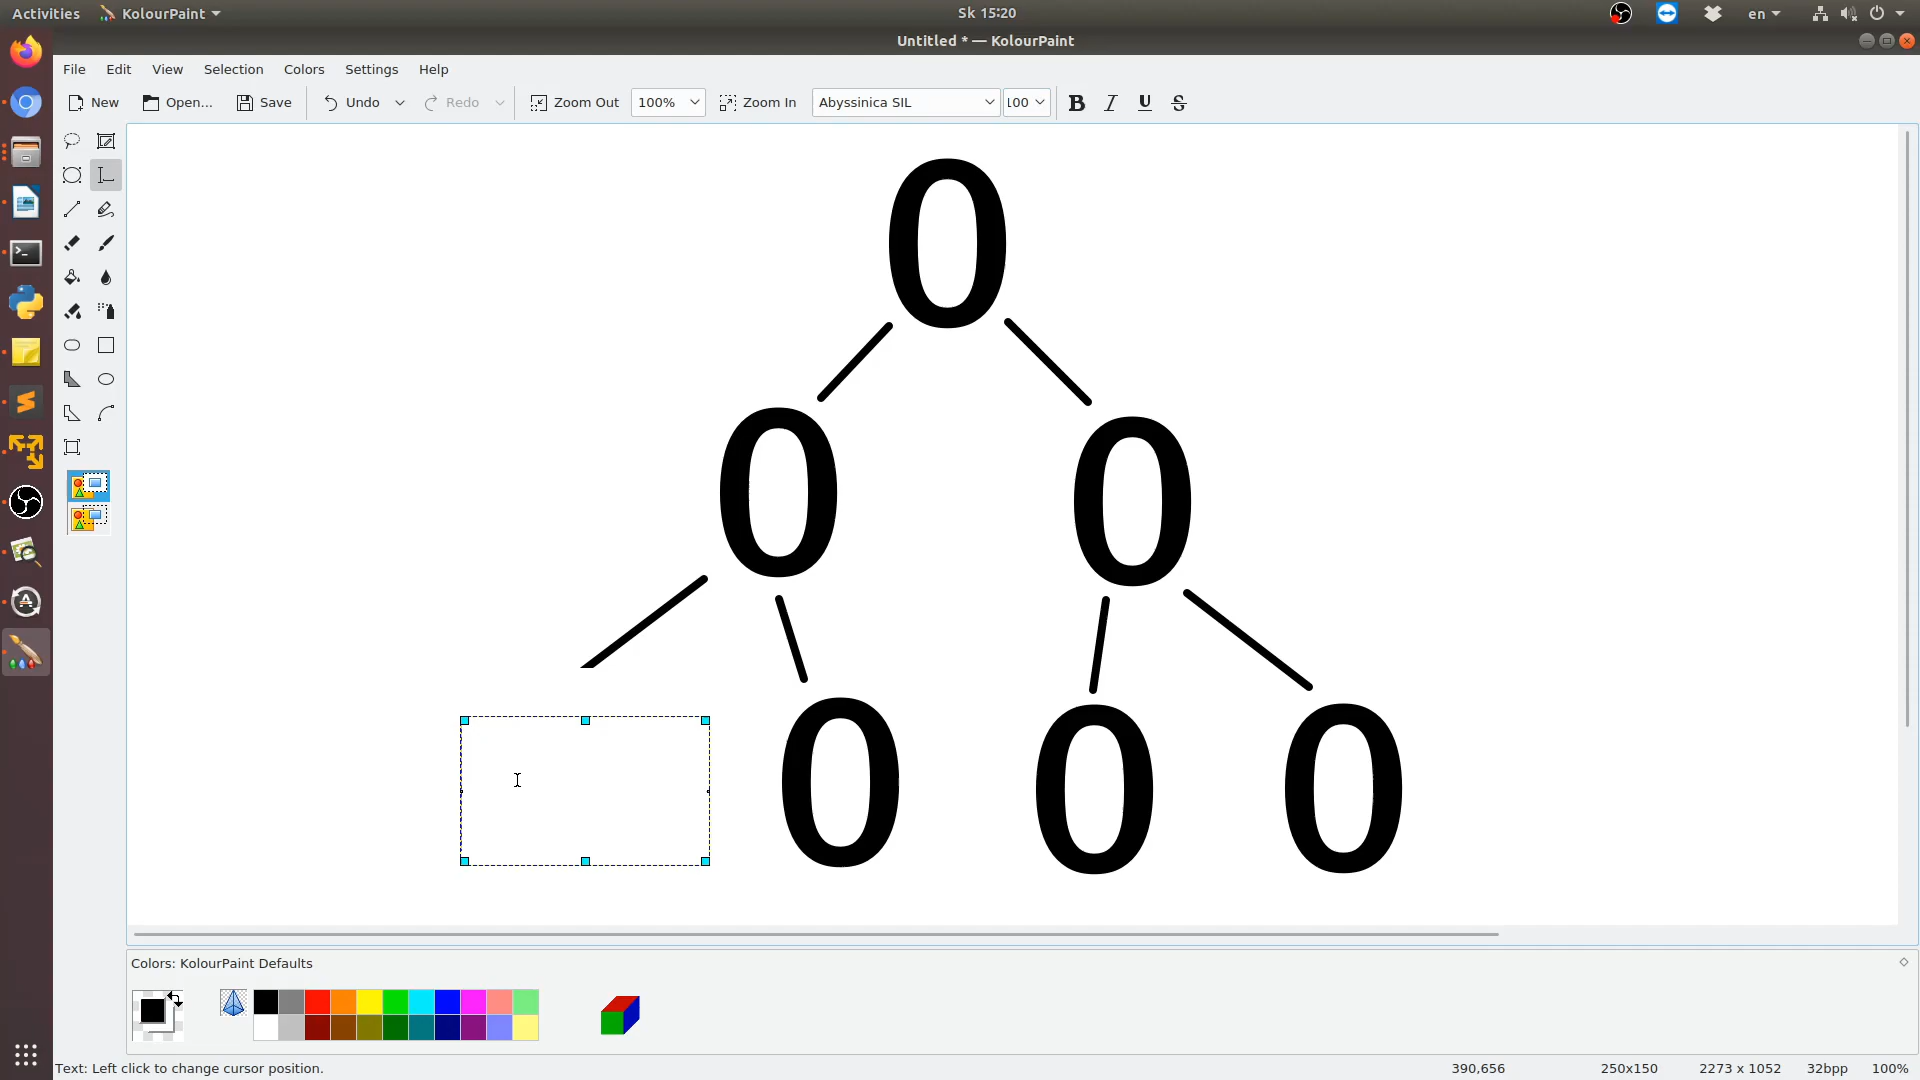 Activities KolourPaint Sk 15:20 en
Untitled * — KolourPaint
File Edit View Selection Colors Settings Help
New Open... Save Undo Redo Zoom Out 100% Zoom In Abyssinica SIL 100 B I U S
0
0 0
0 0 0
Colors: KolourPaint Defaults
Text: Left click to change cursor position. 390,656 250x150 2273 x 1052 32bpp 100%